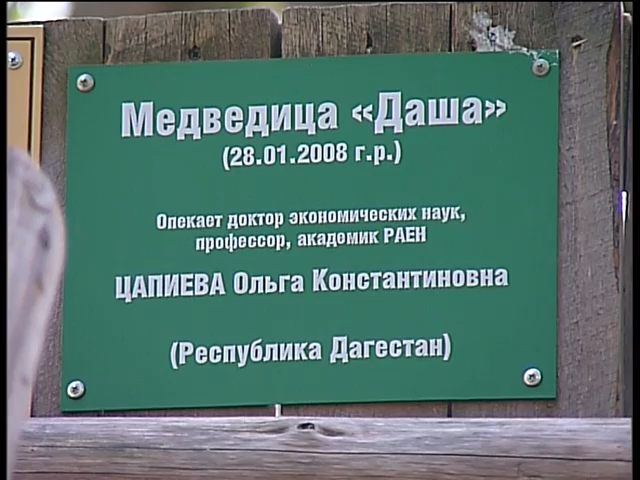 Медведица «Даша»
(28.01.2008 г.р.)
Опекает доктор экономических наук,
профессор, академик РАЕН
ЦАПИЕВА Ольга Константиновна
(Республика Дагестан)